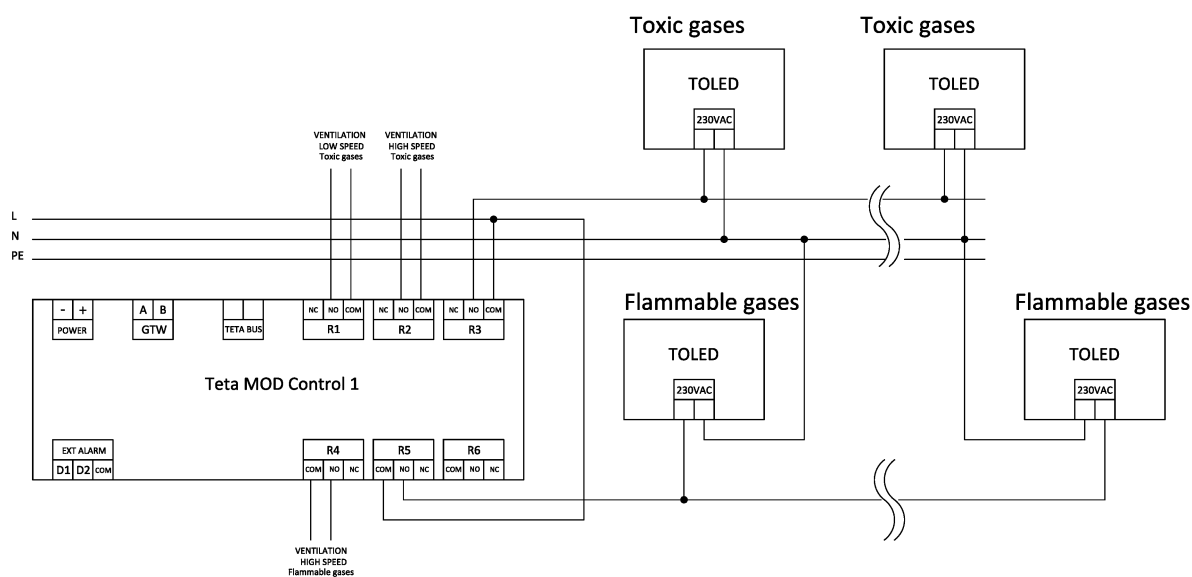 Toxic gases
Toxic gases
TOLED
TOLED
230VAC
230VAC
VENTILATION
LOW SPEED
Toxic gases
VENTILATION
HIGH SPEED
Toxic gases
L
N
PE
- +
POWER
A B
GTW
TETA BUS
NC NO COM
R1
NC NO COM
R2
NC NO COM
R3
Teta MOD Control 1
Flammable gases
Flammable gases
TOLED
TOLED
230VAC
230VAC
EXT ALARM
D1 D2 COM
R4
COM NO NC
R5
COM NO NC
R6
COM NO NC
VENTILATION
HIGH SPEED
Flammable gases